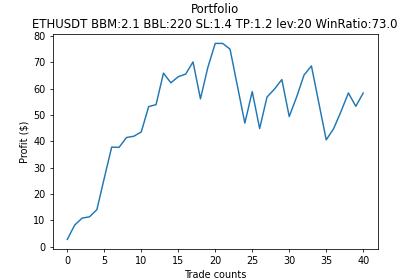 Portfolio
ETHUSDT BBM:2.1 BBL:220 SL:1.4 TP:1.2 lev:20 WinRatio:73.0
80
70
60
50
40
30
20
10
0
Profit ($)
0 5 10 15 20 25 30 35 40
Trade counts